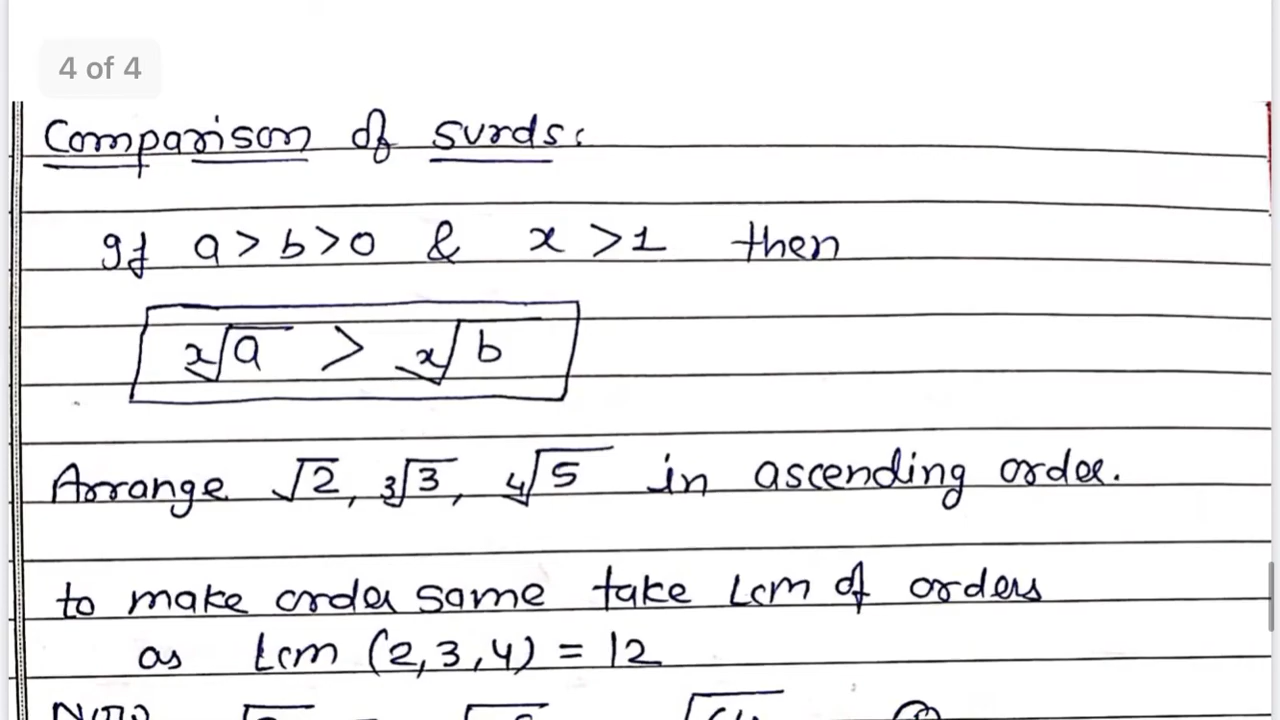 4 of 4
Comparison of surds:
If a > b > 0 & x > 1 then
ˣ√a > ˣ√b
Arrange √2, ³√3, ⁴√5 in ascending order.
to make order same take Lcm of orders
as Lcm (2,3,4) = 12